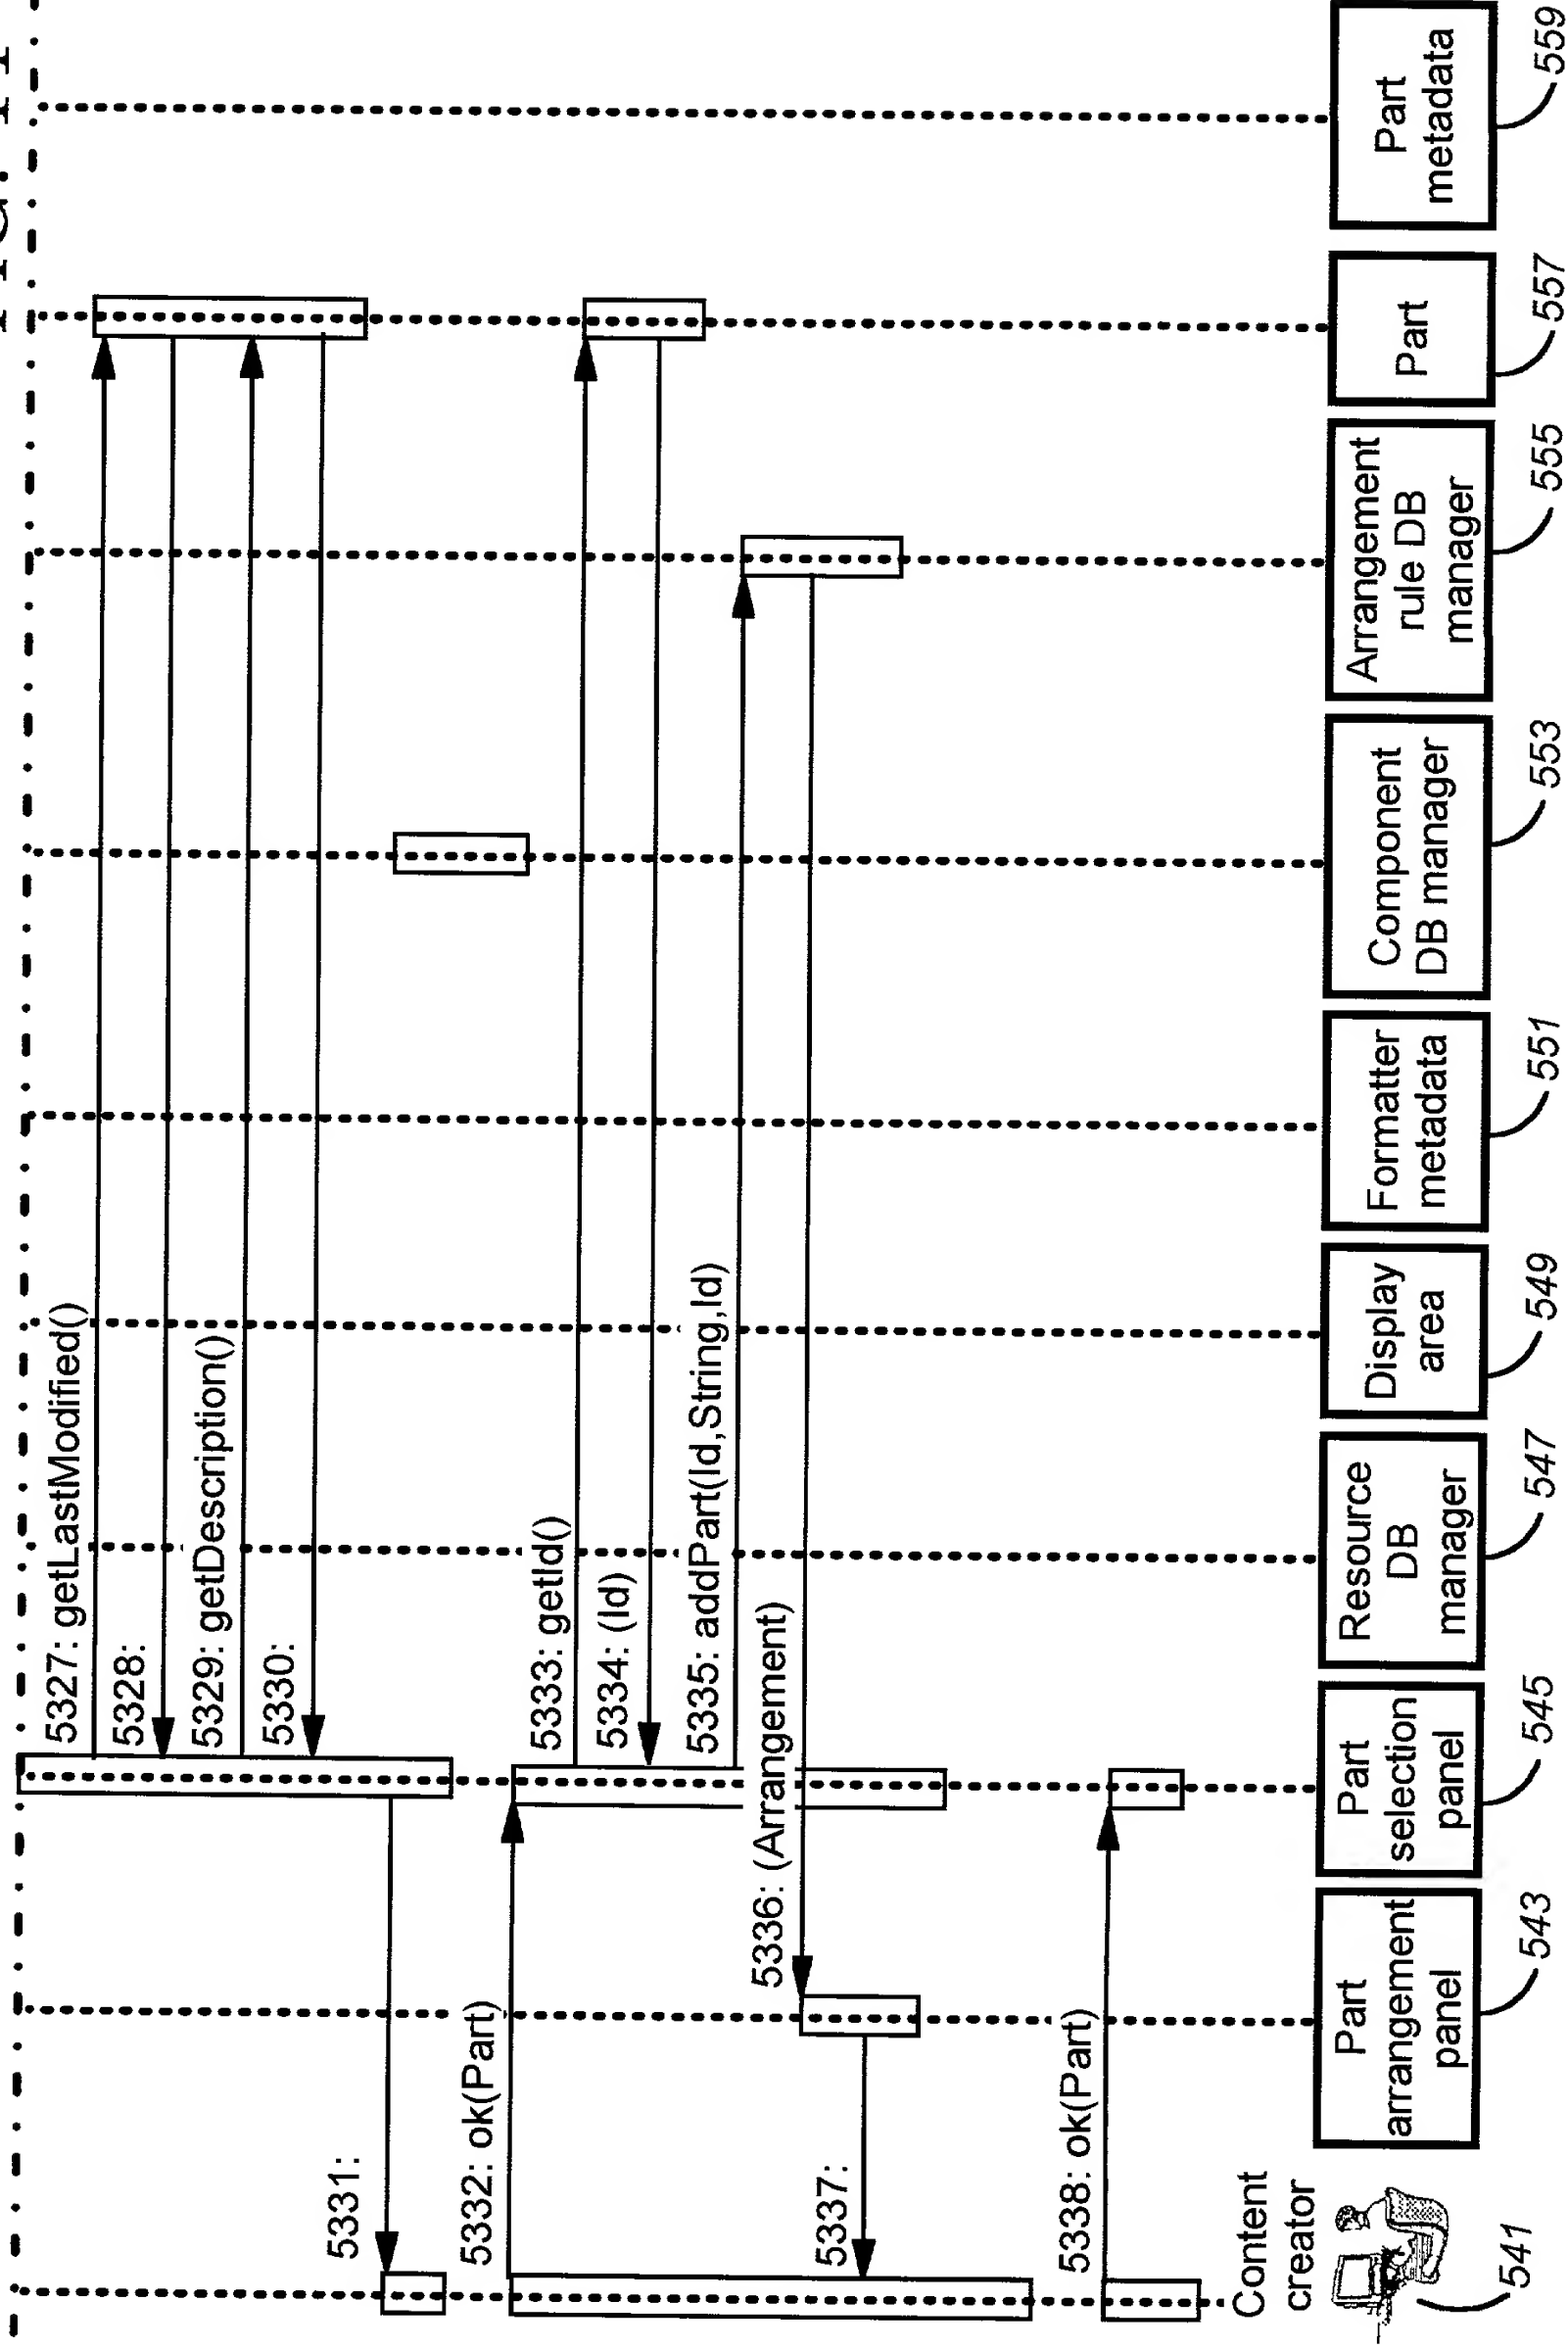 5327: getLastModified()
5328:
5329: getDescription()
5330:
5331:
5332: ok(Part)
5333: getId()
5334: (Id)
5335: addPart(Id,String,Id)
5336: (Arrangement)
5337:
5338: ok(Part)
Content
creator
541
Part
arrangement
panel
543
Part
selection
panel
545
Resource
DB
manager
547
Display
area
549
Formatter
metadata
551
Component
DB manager
553
Arrangement
rule DB
manager
555
Part
557
Part
metadata
559